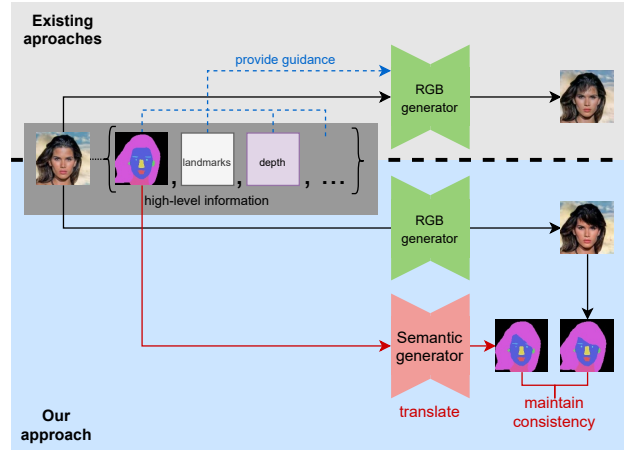 Existing
aproaches
provide guidance
RGB
generator
landmarks
depth
, , , ...
high-level information
RGB
generator
Semantic
generator
translate
maintain
consistency
Our
approach